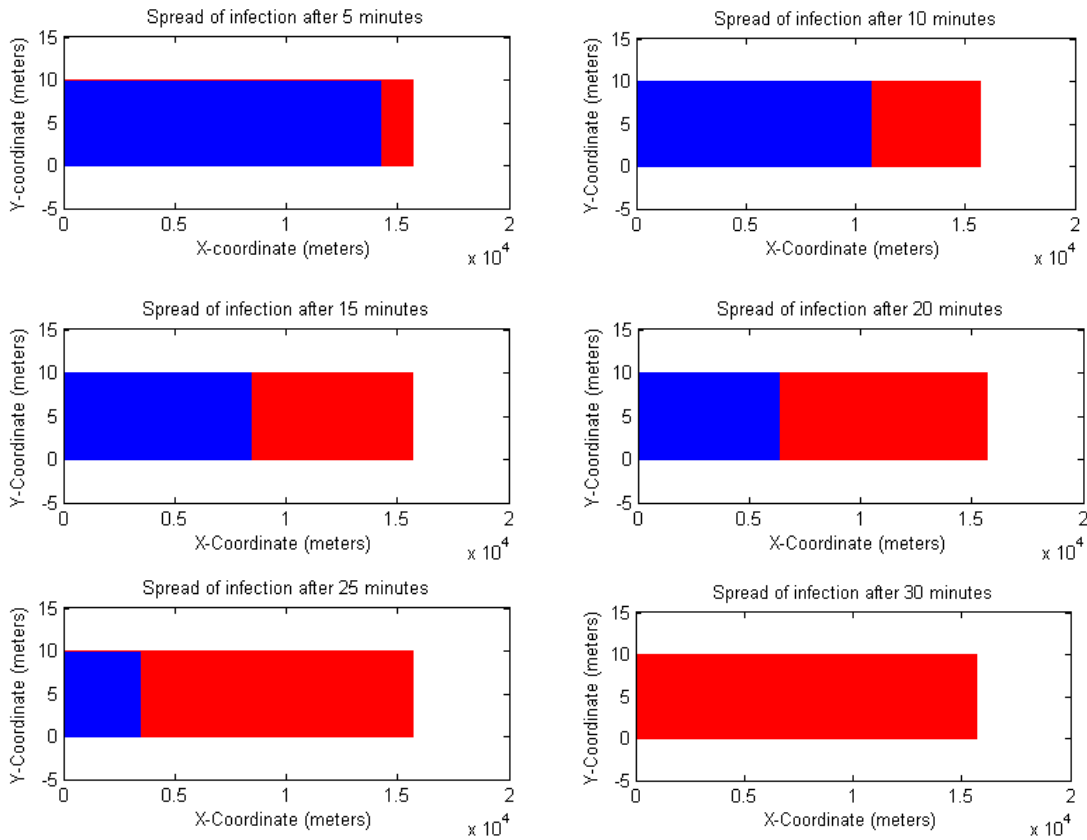 Spread of infection after 5 minutes
15
10
5
0
-5
Y-coordinate (meters)
0
0.5
1
1.5
2
X-coordinate (meters)
x 10^4
Spread of infection after 10 minutes
15
10
5
0
-5
Y-Coordinate (meters)
0
0.5
1
1.5
2
X-Coordinate (meters)
x 10^4
Spread of infection after 15 minutes
15
10
5
0
-5
Y-Coordinate (meters)
0
0.5
1
1.5
2
X-Coordinate (meters)
x 10^4
Spread of infection after 20 minutes
15
10
5
0
-5
Y-Coordinate (meters)
0
0.5
1
1.5
2
X-Coordinate (meters)
x 10^4
Spread of infection after 25 minutes
15
10
5
0
-5
Y-Coordinate (meters)
0
0.5
1
1.5
2
X-Coordinate (meters)
x 10^4
Spread of infection after 30 minutes
15
10
5
0
-5
Y-Coordinate (meters)
0
0.5
1
1.5
2
X-Coordinate (meters)
x 10^4